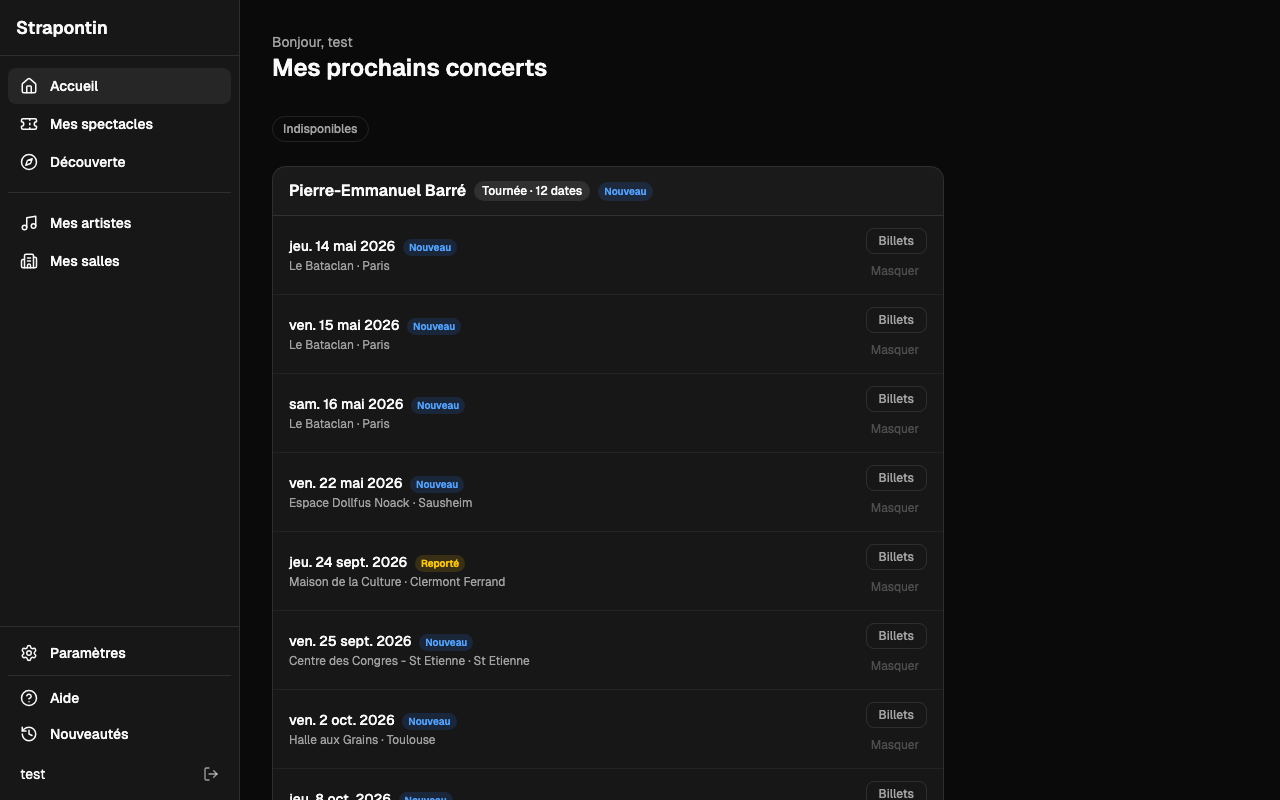 Strapontin
Accueil
Mes spectacles
Découverte
Mes artistes
Mes salles
Paramètres
Aide
Nouveautés
test
Bonjour, test
Mes prochains concerts
Indisponibles
Pierre-Emmanuel Barré Tournée · 12 dates Nouveau
jeu. 14 mai 2026 Nouveau
Le Bataclan · Paris
Billets
Masquer
ven. 15 mai 2026 Nouveau
Le Bataclan · Paris
Billets
Masquer
sam. 16 mai 2026 Nouveau
Le Bataclan · Paris
Billets
Masquer
ven. 22 mai 2026 Nouveau
Espace Dollfus Noack · Sausheim
Billets
Masquer
jeu. 24 sept. 2026 Reporté
Maison de la Culture · Clermont Ferrand
Billets
Masquer
ven. 25 sept. 2026 Nouveau
Centre des Congres - St Etienne · St Etienne
Billets
Masquer
ven. 2 oct. 2026 Nouveau
Halle aux Grains · Toulouse
Billets
Masquer
jeu. 8 oct. 2026 Nouveau
Billets